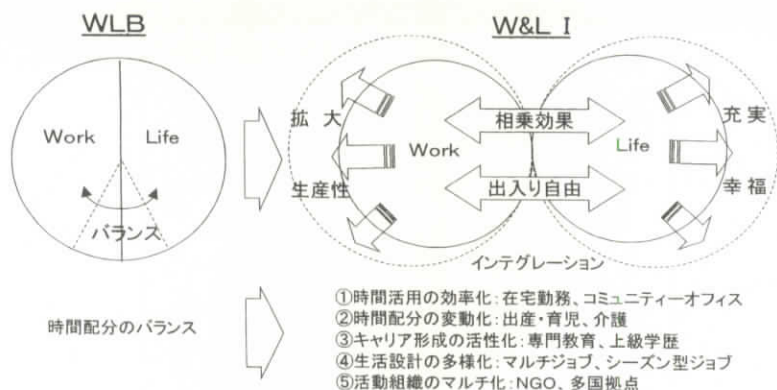 WLB
W&L I
Work
Life
バランス
拡大
生産性
Work
相乗効果
出入り自由
Life
充実
幸福
インテグレーション
時間配分のバランス
①時間活用の効率化:在宅勤務、コミュニティーオフィス
②時間配分の変動化:出産・育児、介護
③キャリア形成の活性化:専門教育、上級学歴
④生活設計の多様化:マルチジョブ、シーズン型ジョブ
⑤活動組織のマルチ化:NGO、多国拠点